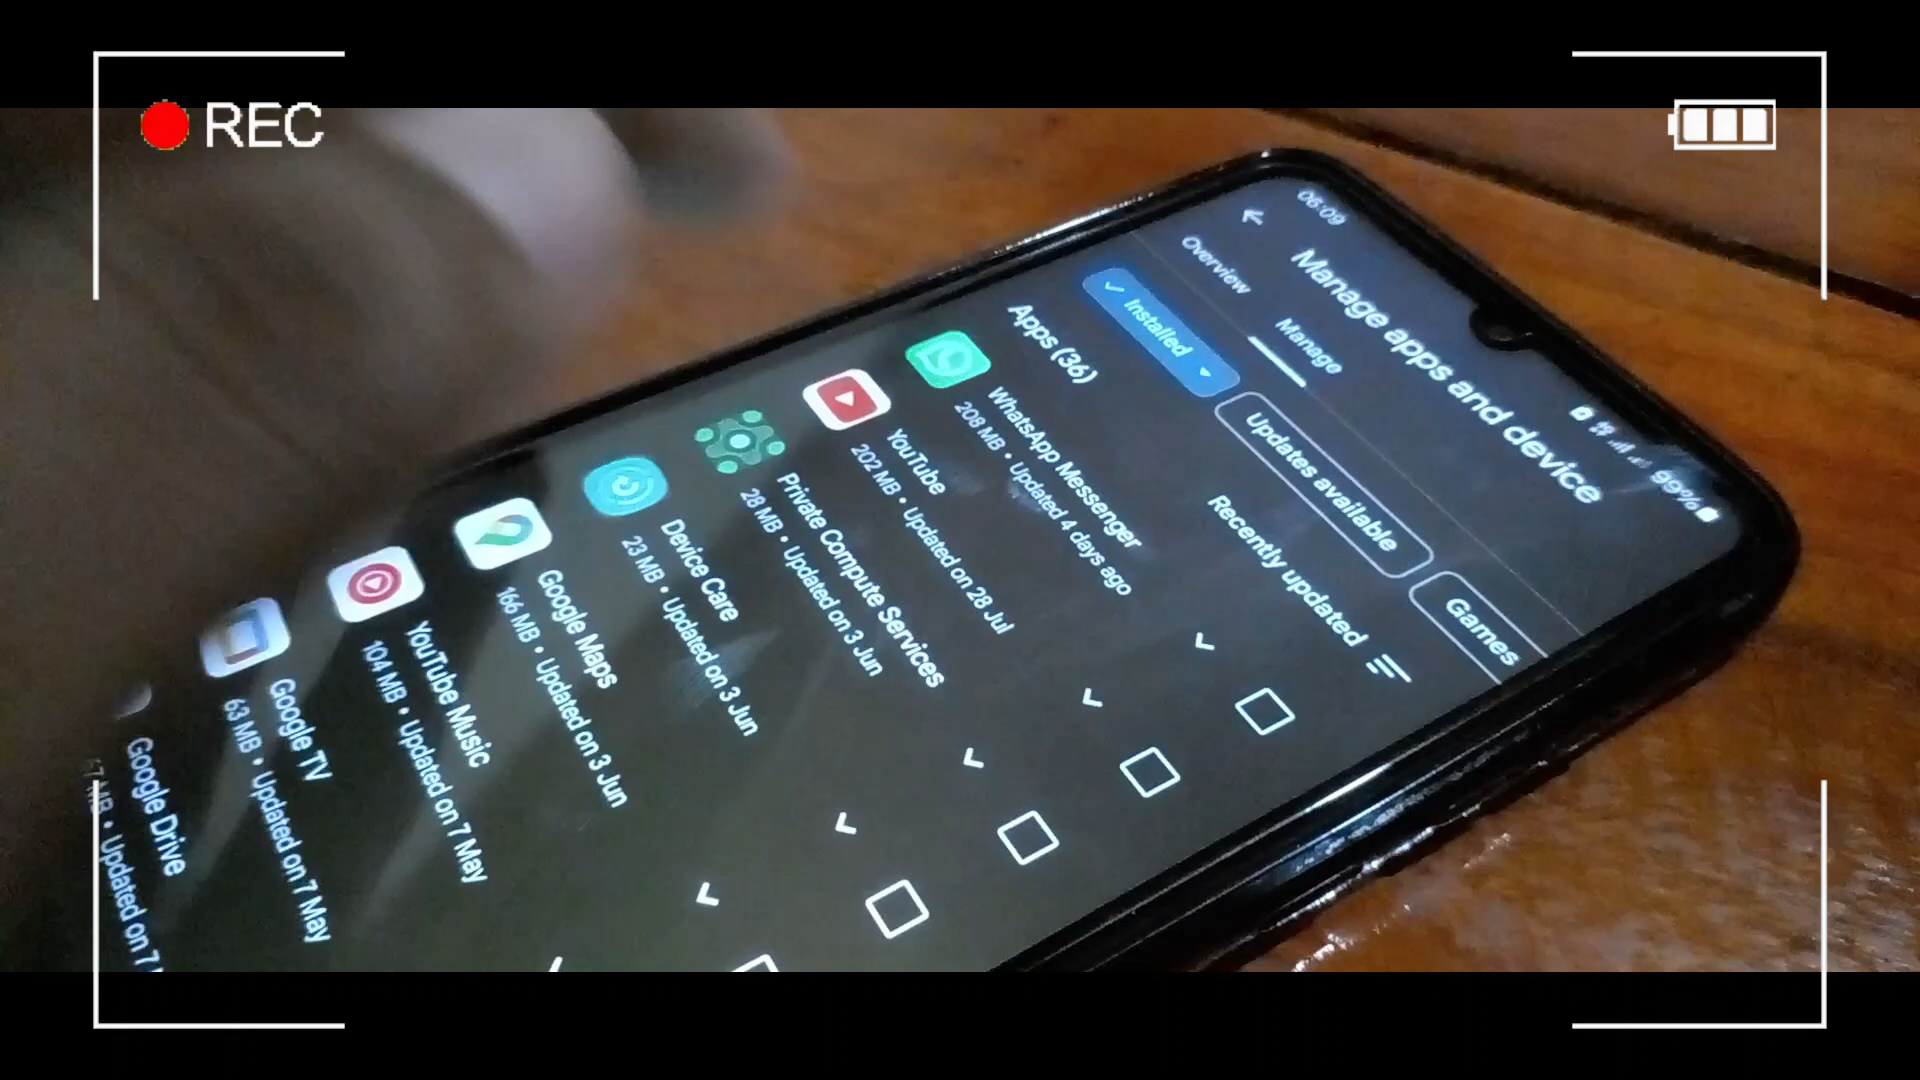 REC
06:09
99%
Manage apps and device
Overview
Manage
Installed
Updates available
Games
Apps (36)
Recently updated
WhatsApp Messenger
208 MB • Updated 4 days ago
YouTube
202 MB • Updated on 28 Jul
Private Compute Services
28 MB • Updated on 3 Jun
Device Care
23 MB • Updated on 3 Jun
Google Maps
166 MB • Updated on 3 Jun
YouTube Music
104 MB • Updated on 7 May
Google TV
63 MB • Updated on 7 May
Google Drive
MB • Updated on 7